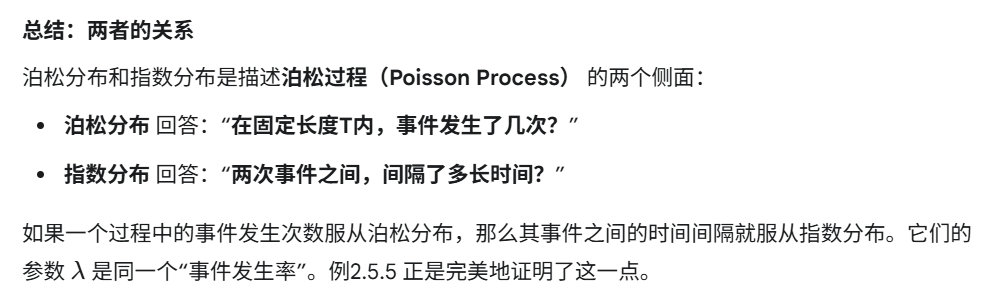 总结：两者的关系
泊松分布和指数分布是描述泊松过程（Poisson Process） 的两个侧面：
• 泊松分布 回答：“在固定长度T内，事件发生了几次？”
• 指数分布 回答：“两次事件之间，间隔了多长时间？”
如果一个过程中的事件发生次数服从泊松分布，那么其事件之间的时间间隔就服从指数分布。它们的
参数 λ 是同一个“事件发生率”。例2.5.5 正是完美地证明了这一点。